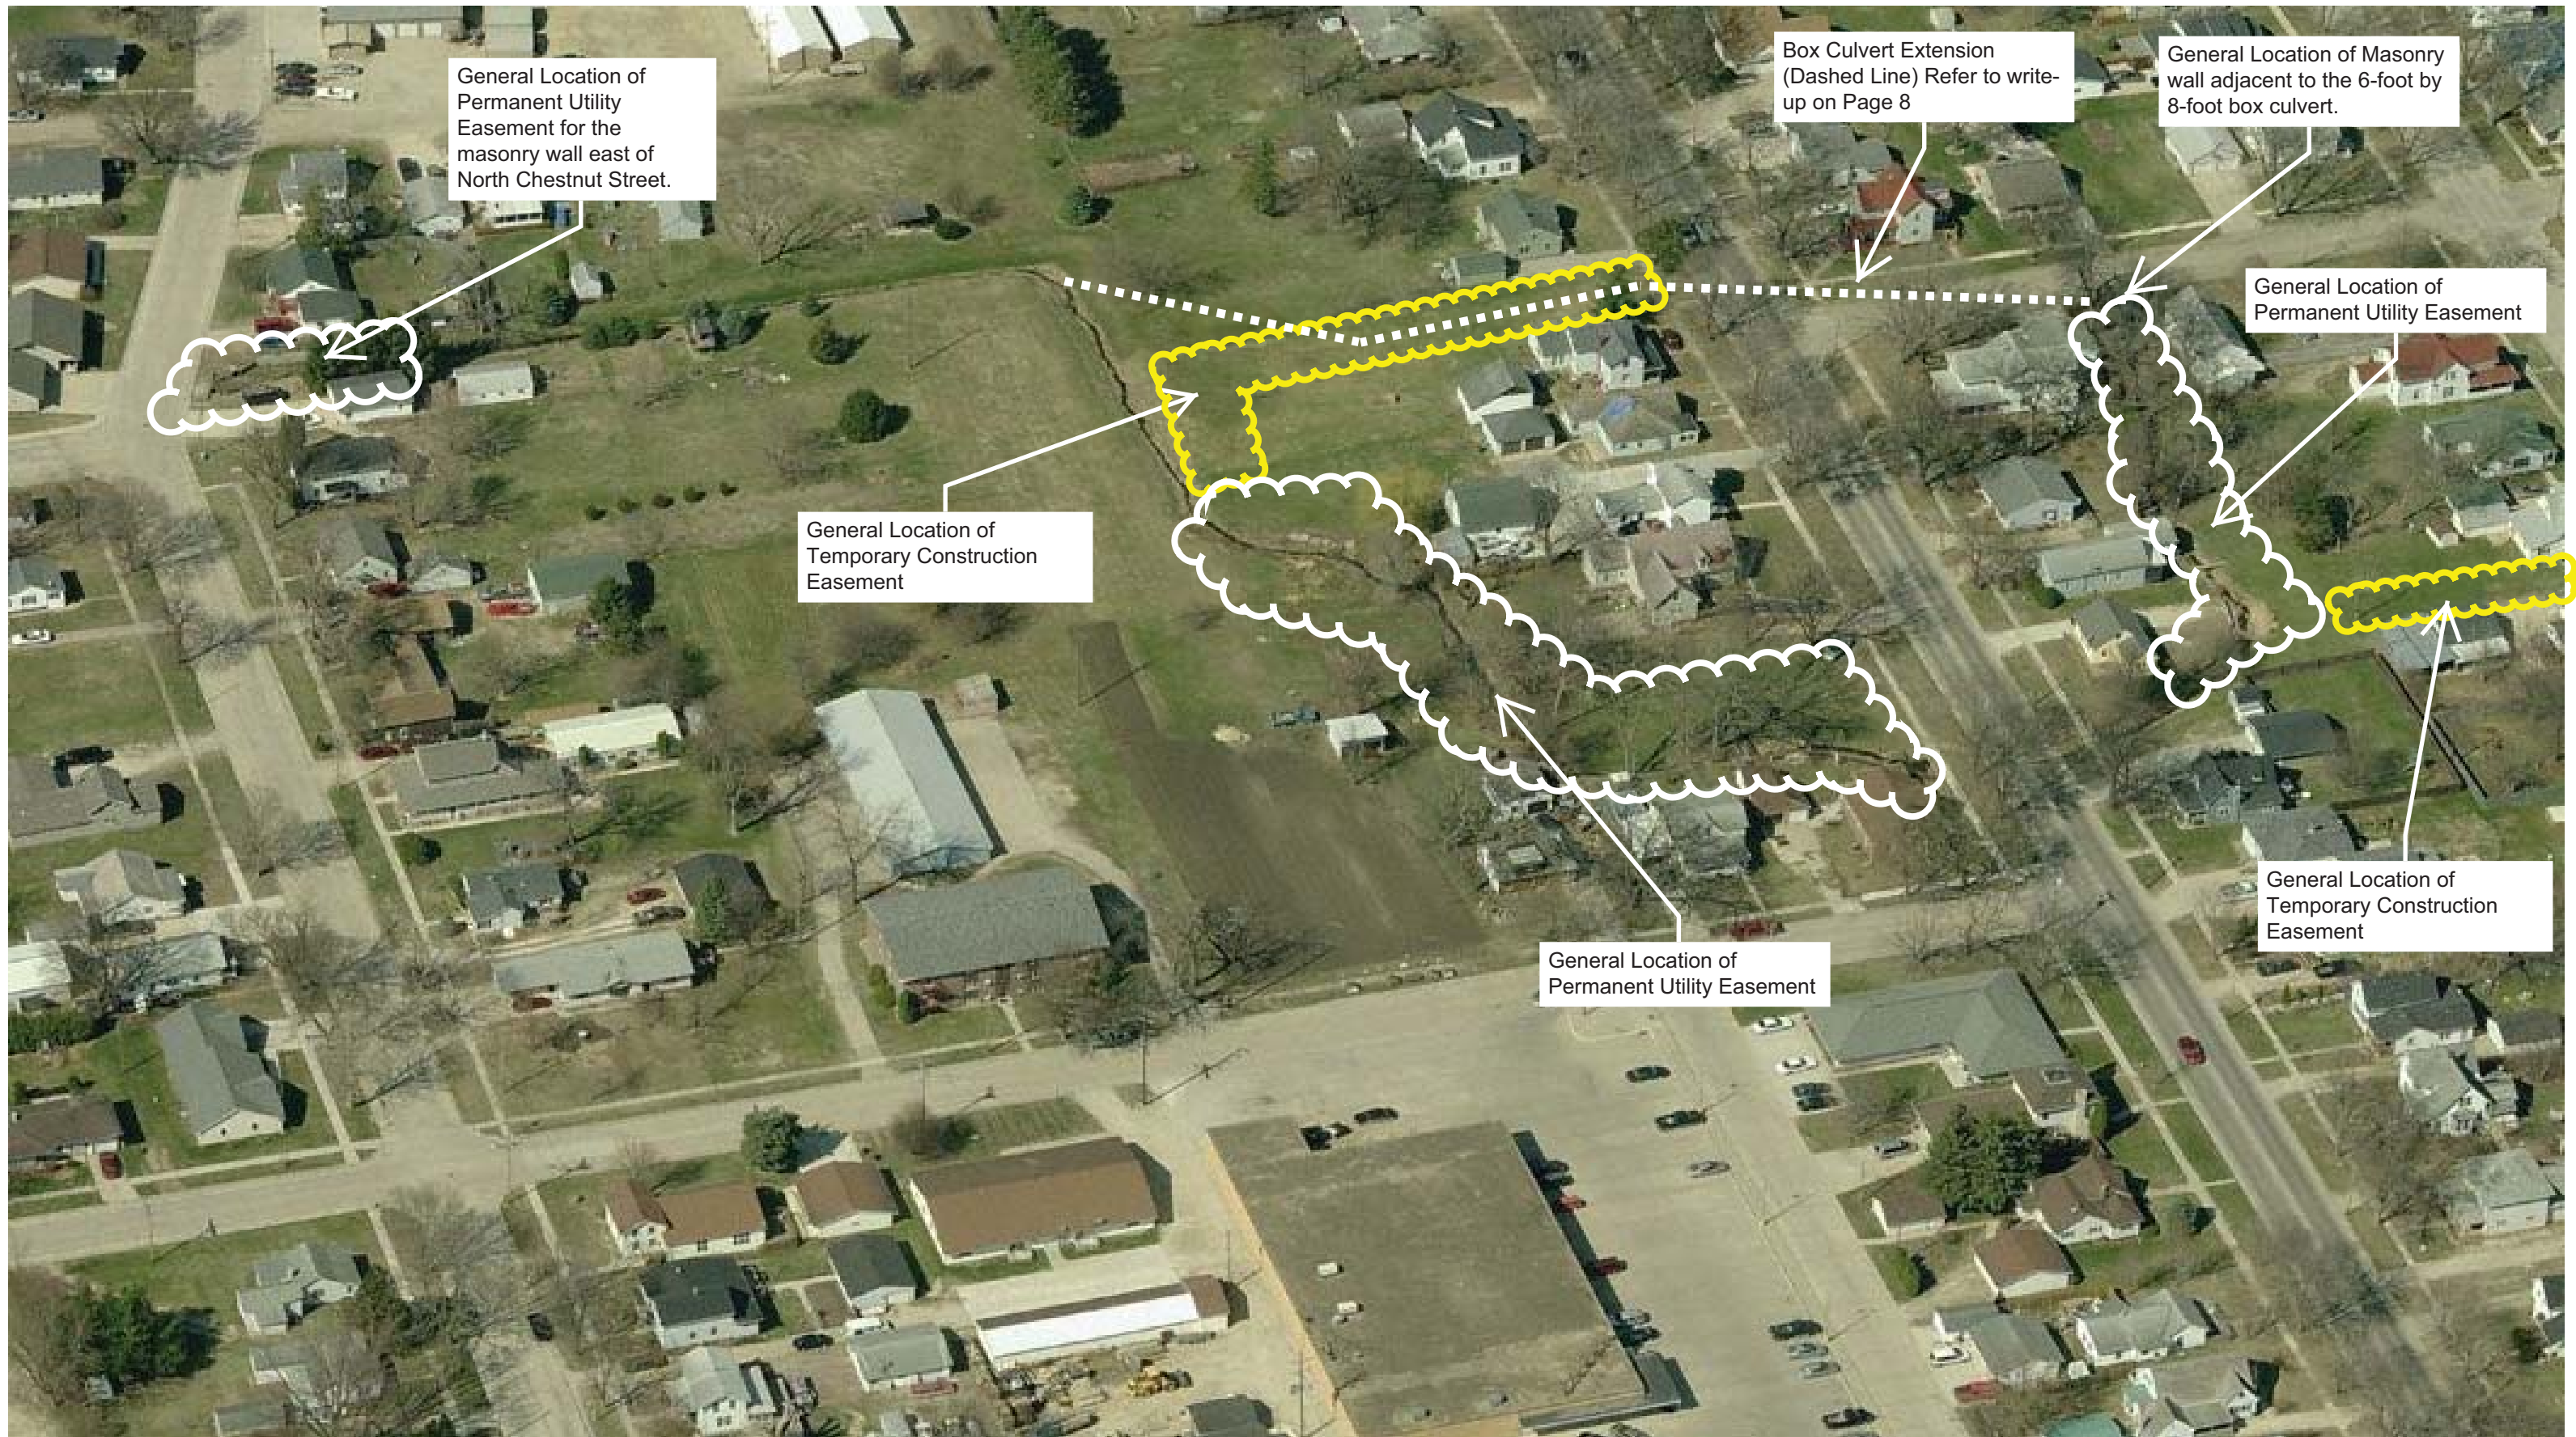 General Location of
Permanent Utility
Easement for the
masonry wall east of
North Chestnut Street.
Box Culvert Extension
(Dashed Line) Refer to write-
up on Page 8
General Location of Masonry
wall adjacent to the 6-foot by
8-foot box culvert.
General Location of
Permanent Utility Easement
General Location of
Temporary Construction
Easement
General Location of
Temporary Construction
Easement
General Location of
Permanent Utility Easement